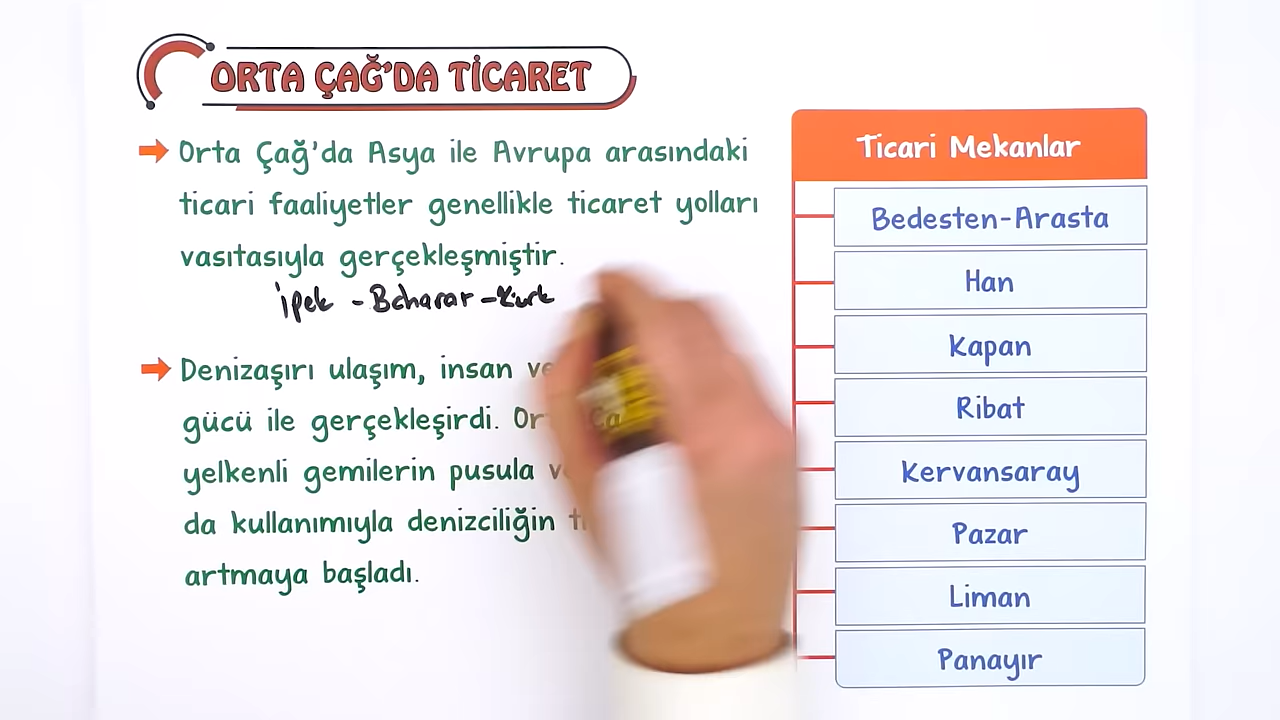 ORTA ÇAĞ'DA TİCARET
Orta Çağ'da Asya ile Avrupa arasındaki
ticari faaliyetler genellikle ticaret yolları
vasıtasıyla gerçekleşmiştir.
İpek - Baharat - Kürk
Denizaşırı ulaşım, insan
gücü ile gerçekleşirdi.
yelkenli gemilerin pusula
da kullanımıyla denizciliğin
artmaya başladı.
Ticari Mekanlar
Bedesten-Arasta
Han
Kapan
Ribat
Kervansaray
Pazar
Liman
Panayır